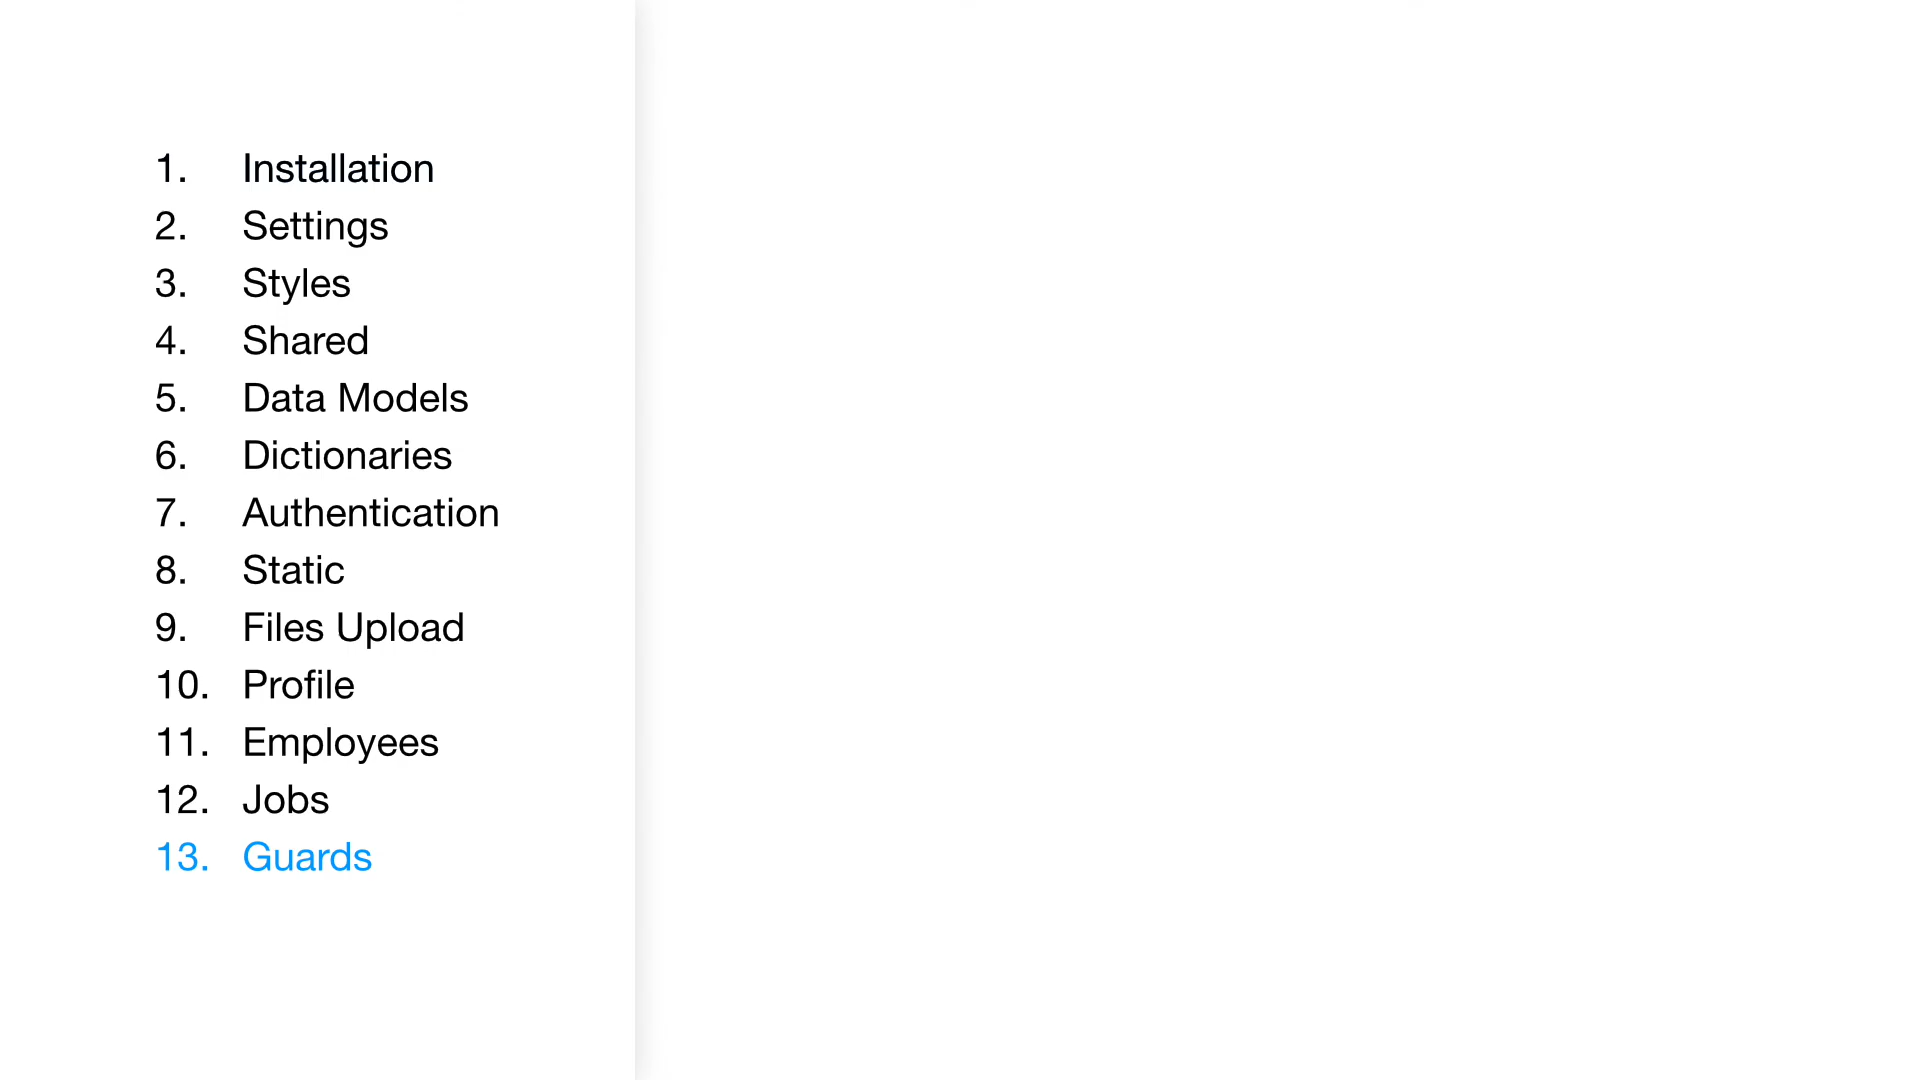 1. Installation
2. Settings
3. Styles
4. Shared
5. Data Models
6. Dictionaries
7. Authentication
8. Static
9. Files Upload
10. Profile
11. Employees
12. Jobs
13. Guards